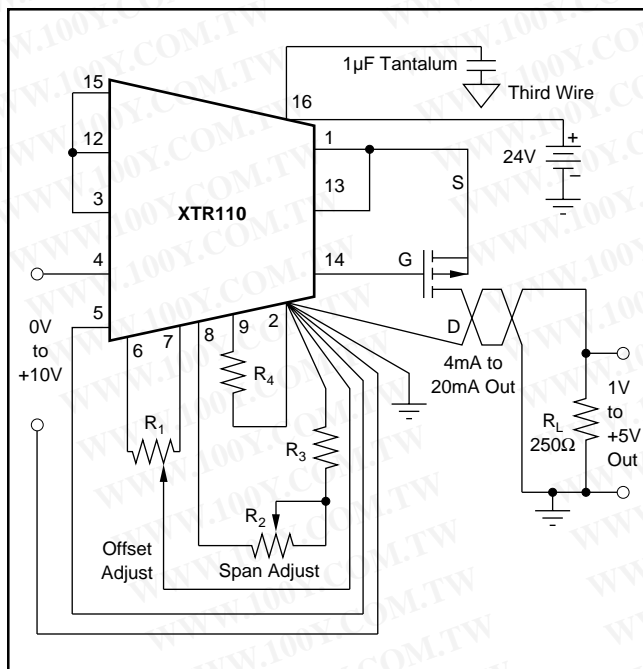 15
12
3
4
5
XTR110
16
1
13
14
6
7
8
9
2
1µF Tantalum
Third Wire
+
24V
–
S
G
D
4mA to
20mA Out
0V
to
+10V
R1
R4
R3
R2
Offset
Adjust
Span Adjust
RL
250Ω
1V
to
+5V
Out
WWW.100Y.COM.TW